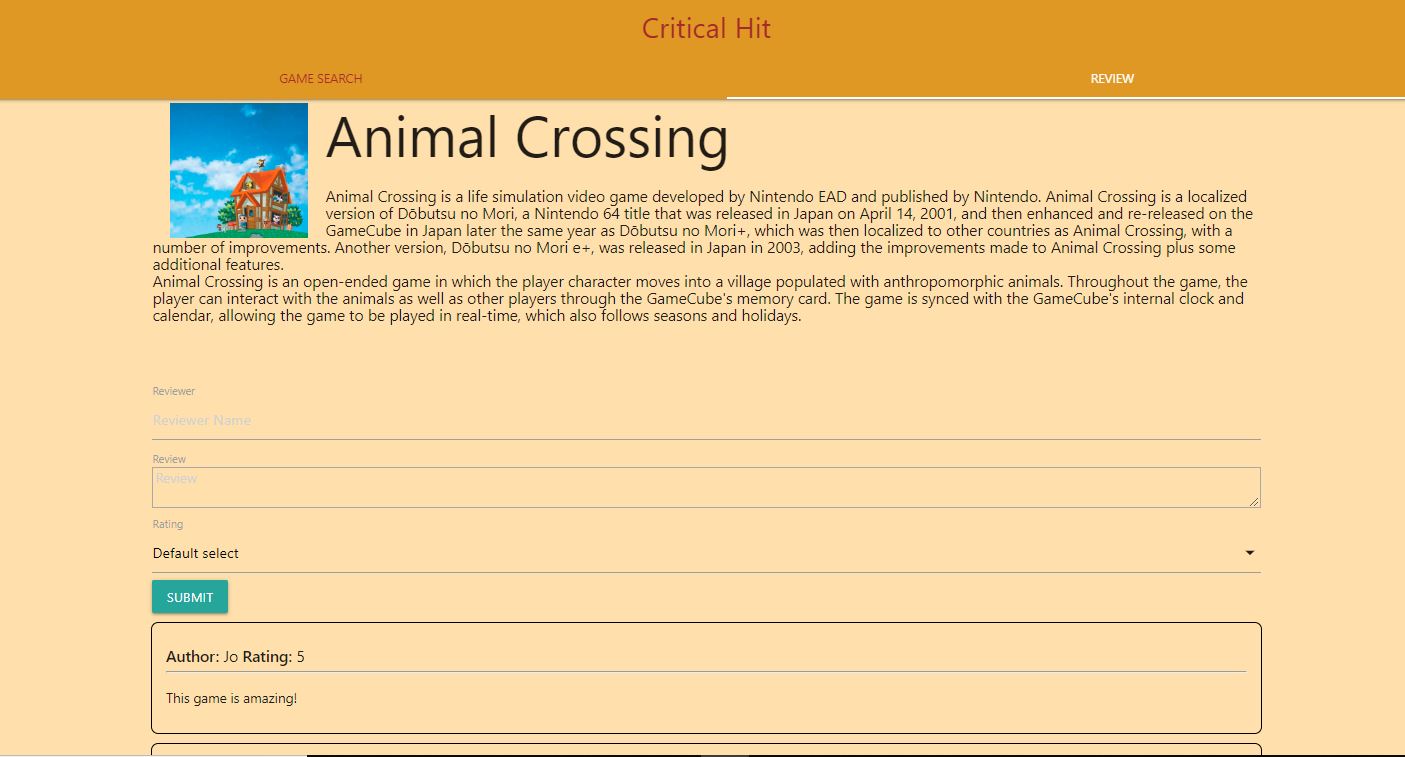 Critical Hit
GAME SEARCH
REVIEW
Animal Crossing
Animal Crossing is a life simulation video game developed by Nintendo EAD and published by Nintendo. Animal Crossing is a localized
version of Dōbutsu no Mori, a Nintendo 64 title that was released in Japan on April 14, 2001, and then enhanced and re-released on the
GameCube in Japan later the same year as Dōbutsu no Mori+, which was then localized to other countries as Animal Crossing, with a
number of improvements. Another version, Dōbutsu no Mori e+, was released in Japan in 2003, adding the improvements made to Animal Crossing plus some
additional features.
Animal Crossing is an open-ended game in which the player character moves into a village populated with anthropomorphic animals. Throughout the game, the
player can interact with the animals as well as other players through the GameCube's memory card. The game is synced with the GameCube's internal clock and
calendar, allowing the game to be played in real-time, which also follows seasons and holidays.
Reviewer
Reviewer Name
Review
Review
Rating
Default select
SUBMIT
Author: Jo Rating: 5
This game is amazing!